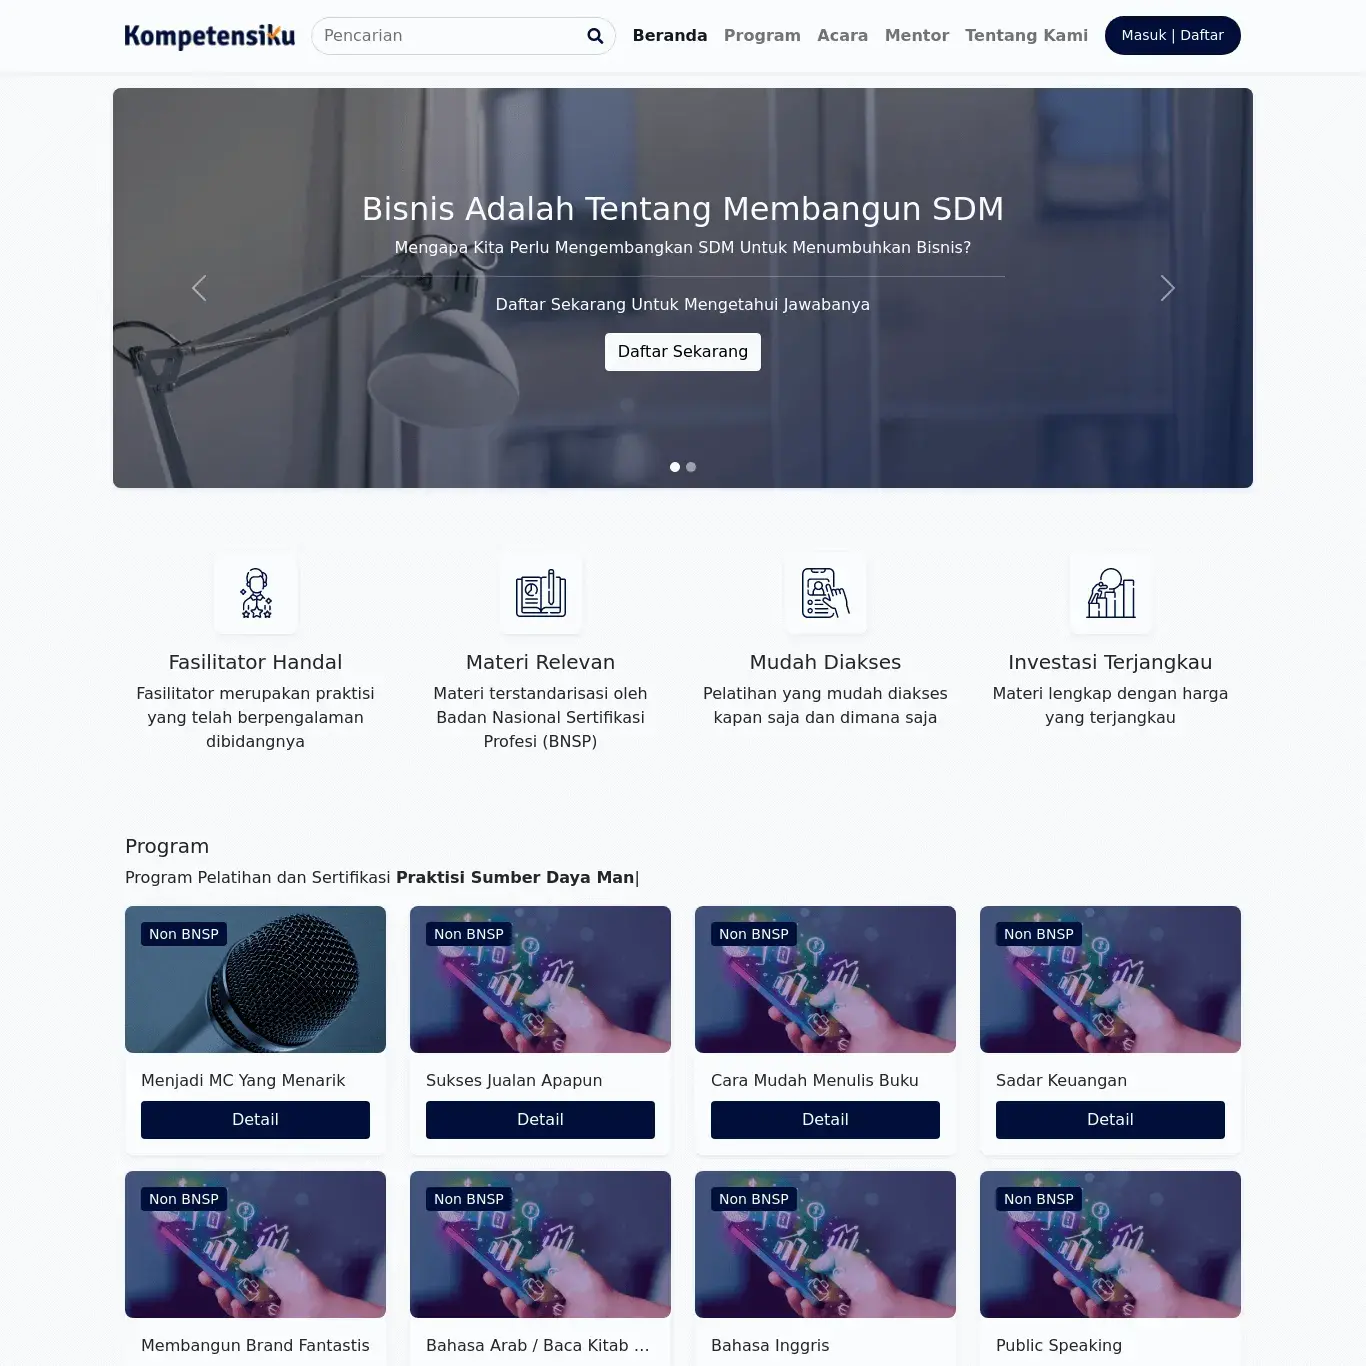 Kompetensiku
Pencarian
Beranda
Program
Acara
Mentor
Tentang Kami
Masuk | Daftar
Bisnis Adalah Tentang Membangun SDM
Mengapa Kita Perlu Mengembangkan SDM Untuk Menumbuhkan Bisnis?
Daftar Sekarang Untuk Mengetahui Jawabanya
Daftar Sekarang
Fasilitator Handal
Fasilitator merupakan praktisi
yang telah berpengalaman
dibidangnya
Materi Relevan
Materi terstandarisasi oleh
Badan Nasional Sertifikasi
Profesi (BNSP)
Mudah Diakses
Pelatihan yang mudah diakses
kapan saja dan dimana saja
Investasi Terjangkau
Materi lengkap dengan harga
yang terjangkau
Program
Program Pelatihan dan Sertifikasi Praktisi Sumber Daya Man|
Non BNSP
Menjadi MC Yang Menarik
Detail
Non BNSP
Sukses Jualan Apapun
Detail
Non BNSP
Cara Mudah Menulis Buku
Detail
Non BNSP
Sadar Keuangan
Detail
Non BNSP
Membangun Brand Fantastis
Non BNSP
Bahasa Arab / Baca Kitab ...
Non BNSP
Bahasa Inggris
Non BNSP
Public Speaking